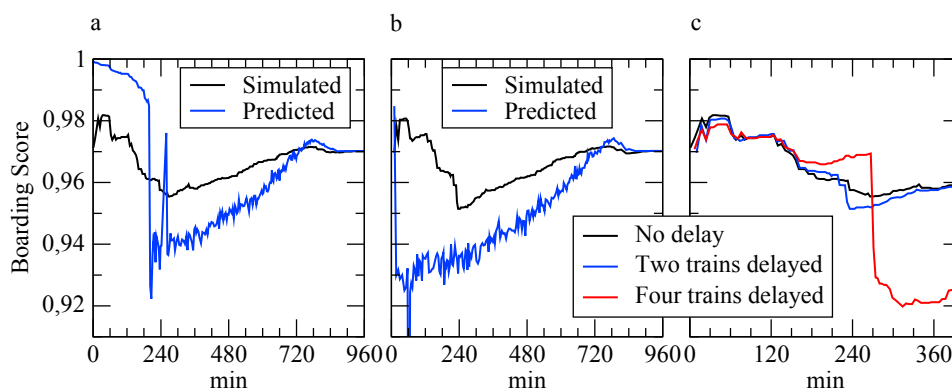 a
b
c
Boarding Score
1
0,98
0,96
0,94
0,92
Simulated
Predicted
Simulated
Predicted
No delay
Two trains delayed
Four trains delayed
0 240 480 720 960
0 240 480 720 960
0 120 240 360
min
min
min